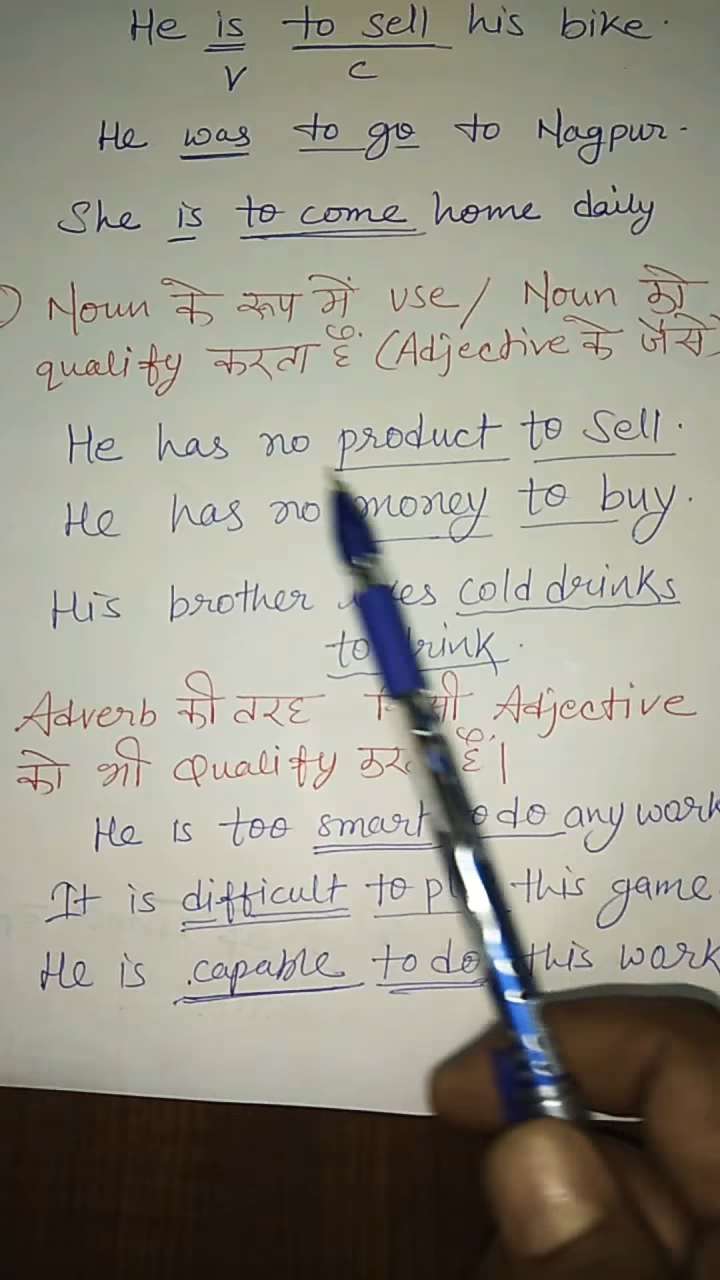 He is to sell his bike.
V C
He was to go to Nagpur.
She is to come home daily
Noun के रूप में use / Noun को
qualify करता है (Adjective के जैसे)
He has no product to sell.
He has no money to buy.
His brother cold drinks
to drink.
Adverb की तरह Adjective
को भी Qualify है।
He is too smart to do any work
It is difficult to this game
He is capable to do this work